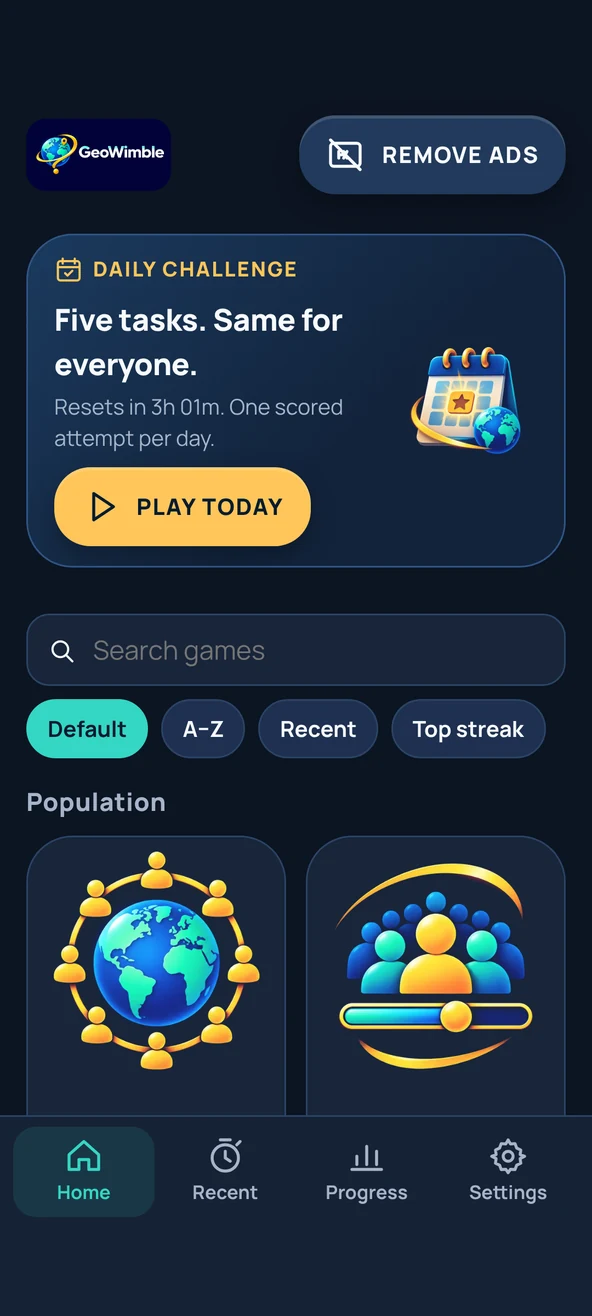 GeoWimble
REMOVE ADS
DAILY CHALLENGE
Five tasks. Same for
everyone.
Resets in 3h 01m. One scored
attempt per day.
PLAY TODAY
Search games
Default
A–Z
Recent
Top streak
Population
Home
Recent
Progress
Settings